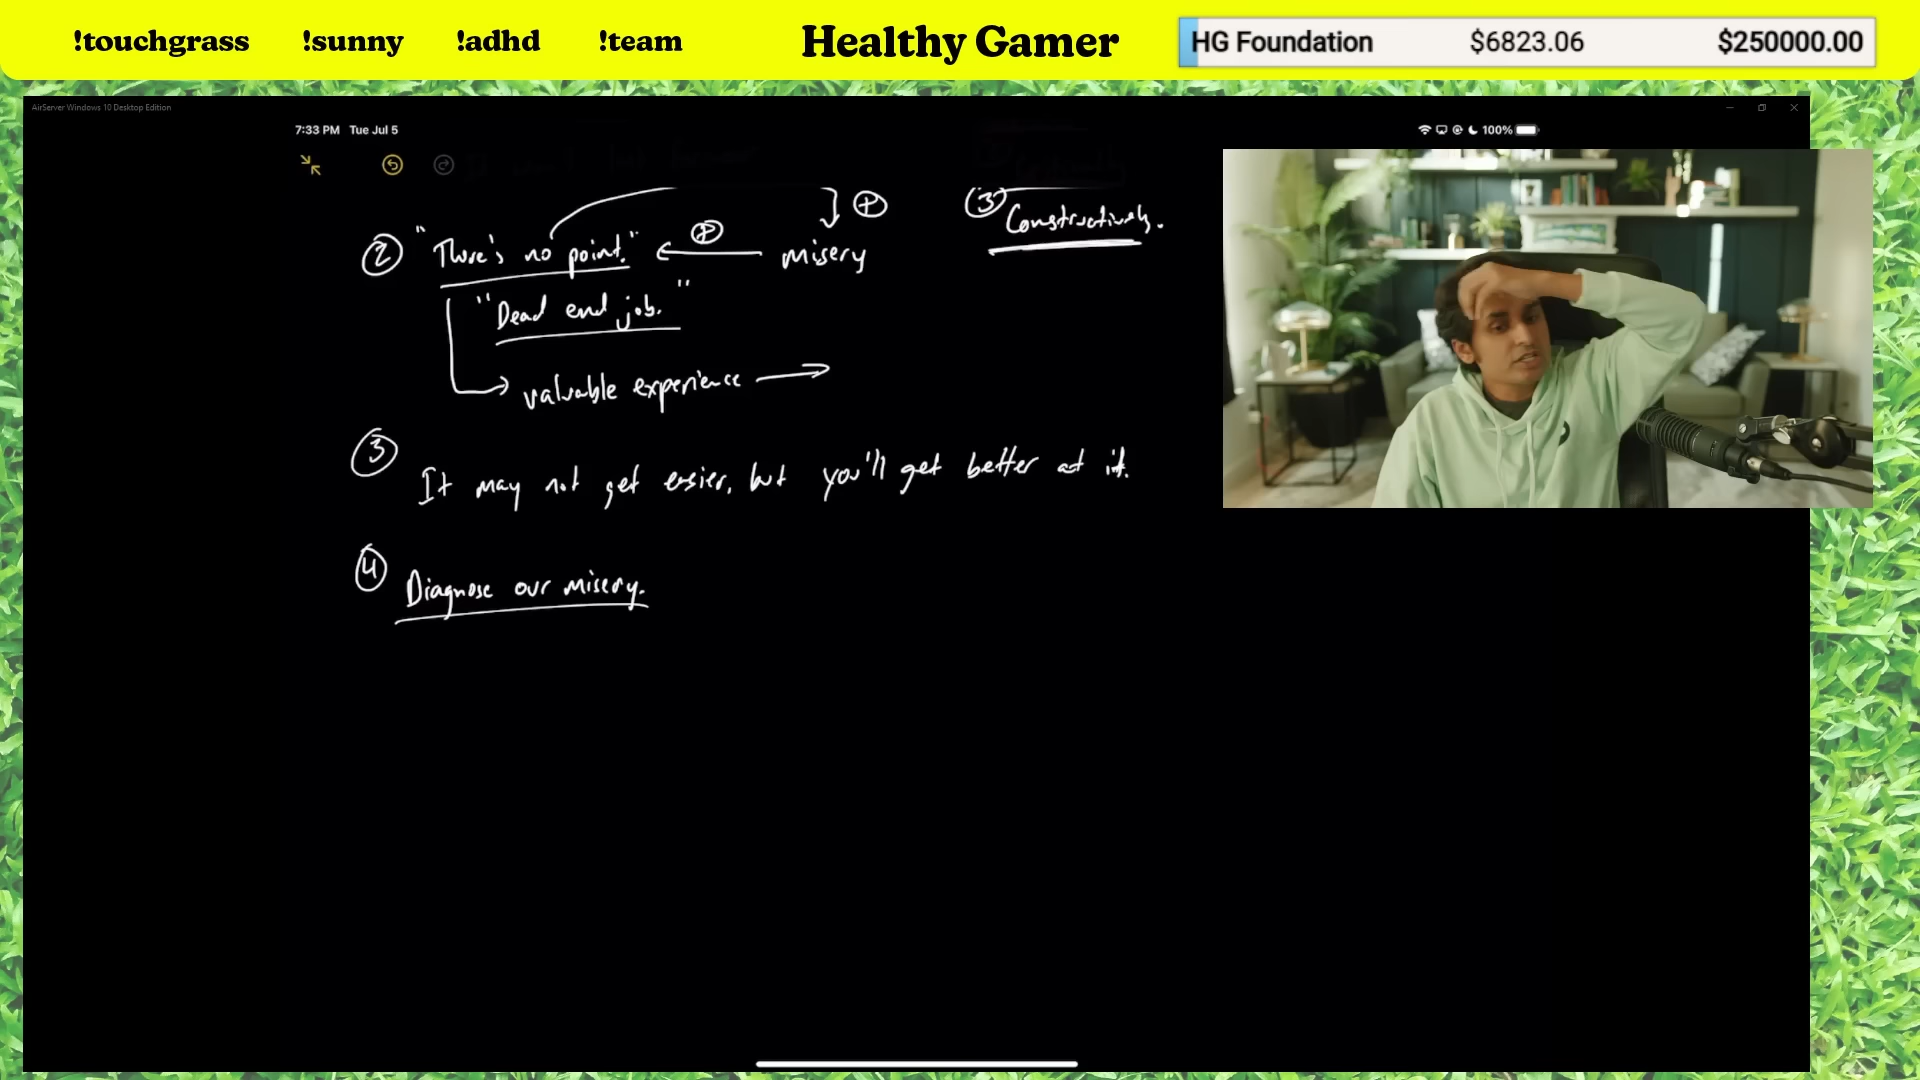 !touchgrass !sunny !adhd !team Healthy Gamer HG Foundation $6823.06 $250000.00
AirServer Windows 10 Desktop Edition
7:33 PM Tue Jul 5 100%
② "There's no point." ⊕ misery ⊕
③ Constructively.
"Dead end job."
valuable experience
③ It may not get easier, but you'll get better at it.
④ Diagnose our misery.